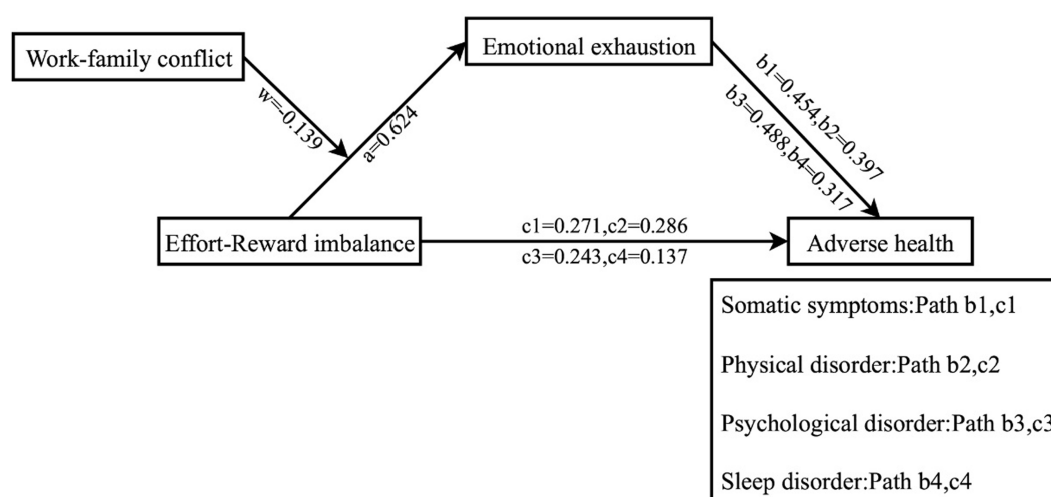 Emotional exhaustion
Work-family conflict
w=-0.139
a=0.624
b1=0.454,b2=0.397
b3=0.488,b4=0.317
Effort-Reward imbalance
c1=0.271,c2=0.286
c3=0.243,c4=0.137
Adverse health
Somatic symptoms:Path b1,c1
Physical disorder:Path b2,c2
Psychological disorder:Path b3,c3
Sleep disorder:Path b4,c4